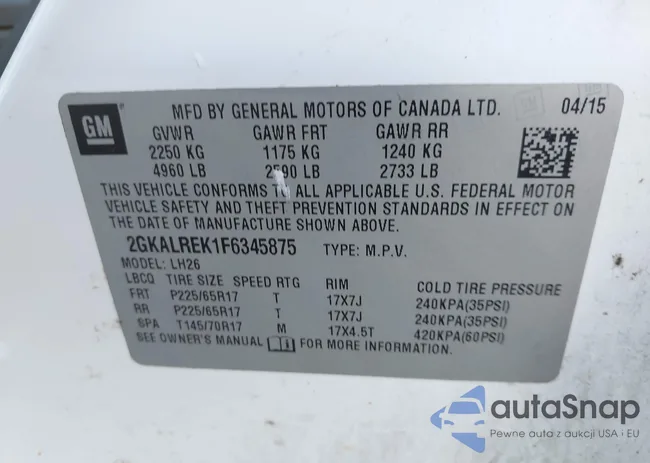 GM
MFD BY GENERAL MOTORS OF CANADA LTD. 04/15
GVWR GAWR FRT GAWR RR
2250 KG 1175 KG 1240 KG
4960 LB 2590 LB 2733 LB
THIS VEHICLE CONFORMS TO ALL APPLICABLE U.S. FEDERAL MOTOR
VEHICLE SAFETY AND THEFT PREVENTION STANDARDS IN EFFECT ON
THE DATE OF MANUFACTURE SHOWN ABOVE.
2GKALREK1F6345875 TYPE: M.P.V.
MODEL: LH26
LBCQ TIRE SIZE SPEED RTG RIM COLD TIRE PRESSURE
FRT P225/65R17 T 17X7J 240KPA(35PSI)
RR P225/65R17 T 17X7J 240KPA(35PSI)
SPA T145/70R17 M 17X4.5T 420KPA(60PSI)
SEE OWNER'S MANUAL FOR MORE INFORMATION.
autoSnap
Pewne auto z aukcji USA i EU